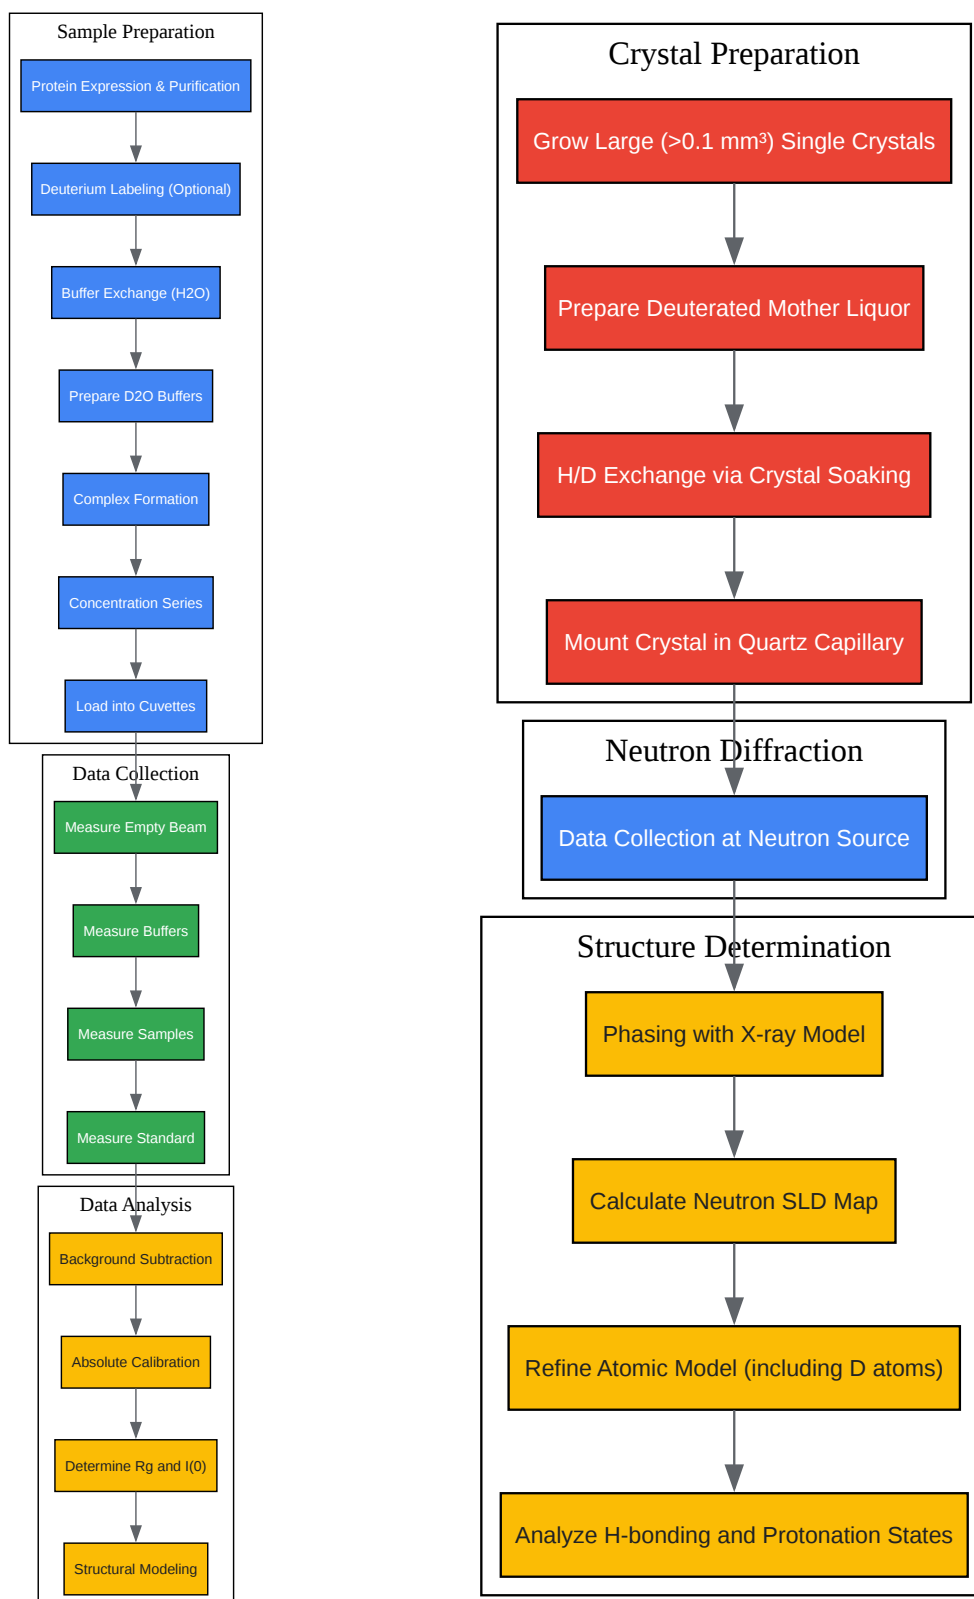 Sample Preparation
Protein Expression & Purification
Deuterium Labeling (Optional)
Buffer Exchange (H2O)
Prepare D2O Buffers
Complex Formation
Concentration Series
Load into Cuvettes
Data Collection
Measure Empty Beam
Measure Buffers
Measure Samples
Measure Standard
Data Analysis
Background Subtraction
Absolute Calibration
Determine Rg and I(0)
Structural Modeling
Crystal Preparation
Grow Large (>0.1 mm³) Single Crystals
Prepare Deuterated Mother Liquor
H/D Exchange via Crystal Soaking
Mount Crystal in Quartz Capillary
Neutron Diffraction
Data Collection at Neutron Source
Structure Determination
Phasing with X-ray Model
Calculate Neutron SLD Map
Refine Atomic Model (including D atoms)
Analyze H-bonding and Protonation States